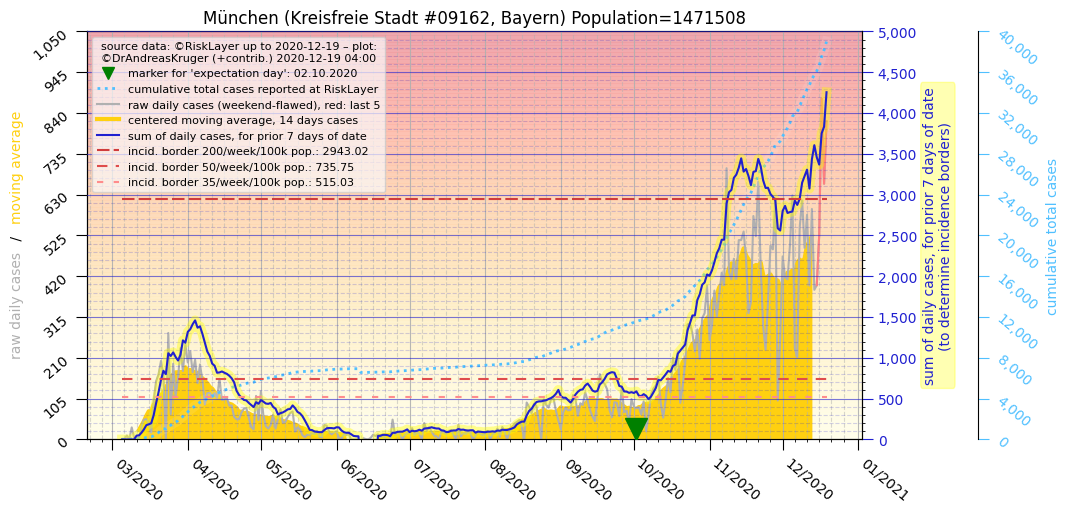 München (Kreisfreie Stadt #09162, Bayern) Population=1471508
source data: ©RiskLayer up to 2020-12-19 – plot:
©DrAndreasKruger (+contrib.) 2020-12-19 04:00
marker for 'expectation day': 02.10.2020
cumulative total cases reported at RiskLayer
raw daily cases (weekend-flawed), red: last 5
centered moving average, 14 days cases
sum of daily cases, for prior 7 days of date
incid. border 200/week/100k pop.: 2943.02
incid. border 50/week/100k pop.: 735.75
incid. border 35/week/100k pop.: 515.03
raw daily cases / moving average
1,050
945
840
735
630
525
420
315
210
105
0
03/2020
04/2020
05/2020
06/2020
07/2020
08/2020
09/2020
10/2020
11/2020
12/2020
01/2021
5,000
4,500
4,000
3,500
3,000
2,500
2,000
1,500
1,000
500
0
sum of daily cases, for prior 7 days of date
(to determine incidence borders)
40,000
36,000
32,000
28,000
24,000
20,000
16,000
12,000
8,000
4,000
0
cumulative total cases